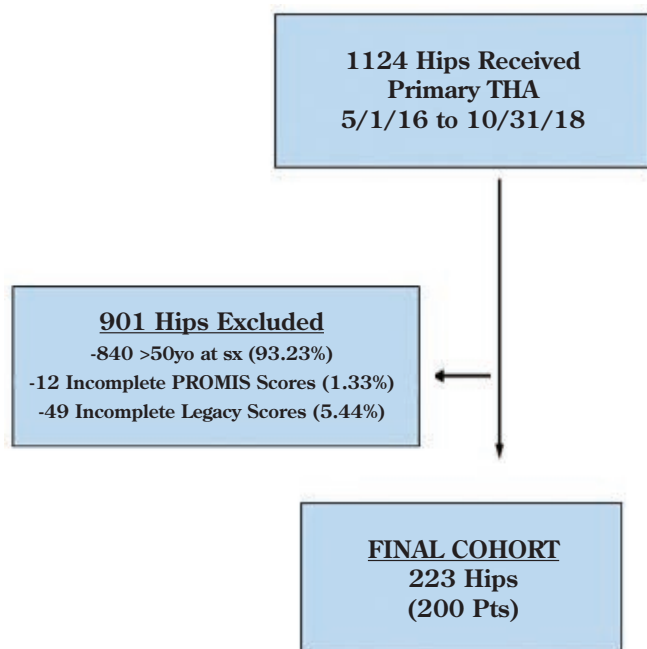 1124 Hips Received
Primary THA
5/1/16 to 10/31/18
901 Hips Excluded
-840 >50yo at sx (93.23%)
-12 Incomplete PROMIS Scores (1.33%)
-49 Incomplete Legacy Scores (5.44%)
FINAL COHORT
223 Hips
(200 Pts)